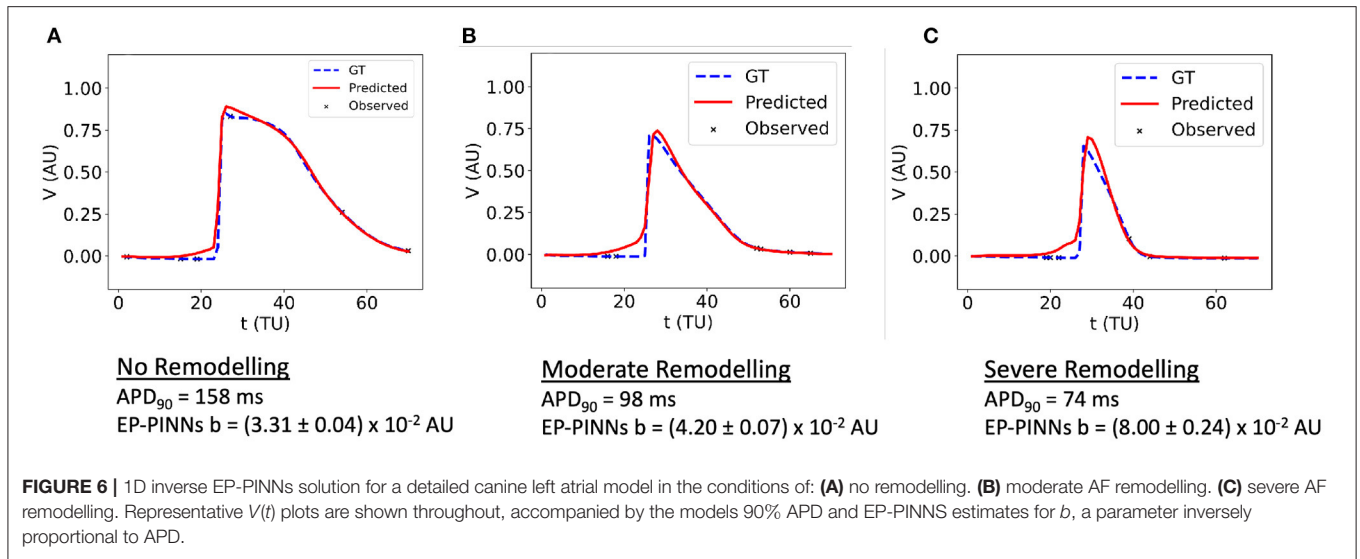 A
GT
Predicted
Observed
1.00
0.75
0.50
0.25
0.00
V (AU)
0
20
40
60
t (TU)
No Remodelling
APD₉₀ = 158 ms
EP-PINNs b = (3.31 ± 0.04) x 10⁻² AU
B
GT
Predicted
Observed
1.00
0.75
0.50
0.25
0.00
V (AU)
0
20
40
60
t (TU)
Moderate Remodelling
APD₉₀ = 98 ms
EP-PINNs b = (4.20 ± 0.07) x 10⁻² AU
C
GT
Predicted
Observed
1.00
0.75
0.50
0.25
0.00
V (AU)
0
20
40
60
t (TU)
Severe Remodelling
APD₉₀ = 74 ms
EP-PINNs b = (8.00 ± 0.24) x 10⁻² AU
FIGURE 6 | 1D inverse EP-PINNs solution for a detailed canine left atrial model in the conditions of: (A) no remodelling. (B) moderate AF remodelling. (C) severe AF
remodelling. Representative V(t) plots are shown throughout, accompanied by the models 90% APD and EP-PINNS estimates for b, a parameter inversely
proportional to APD.